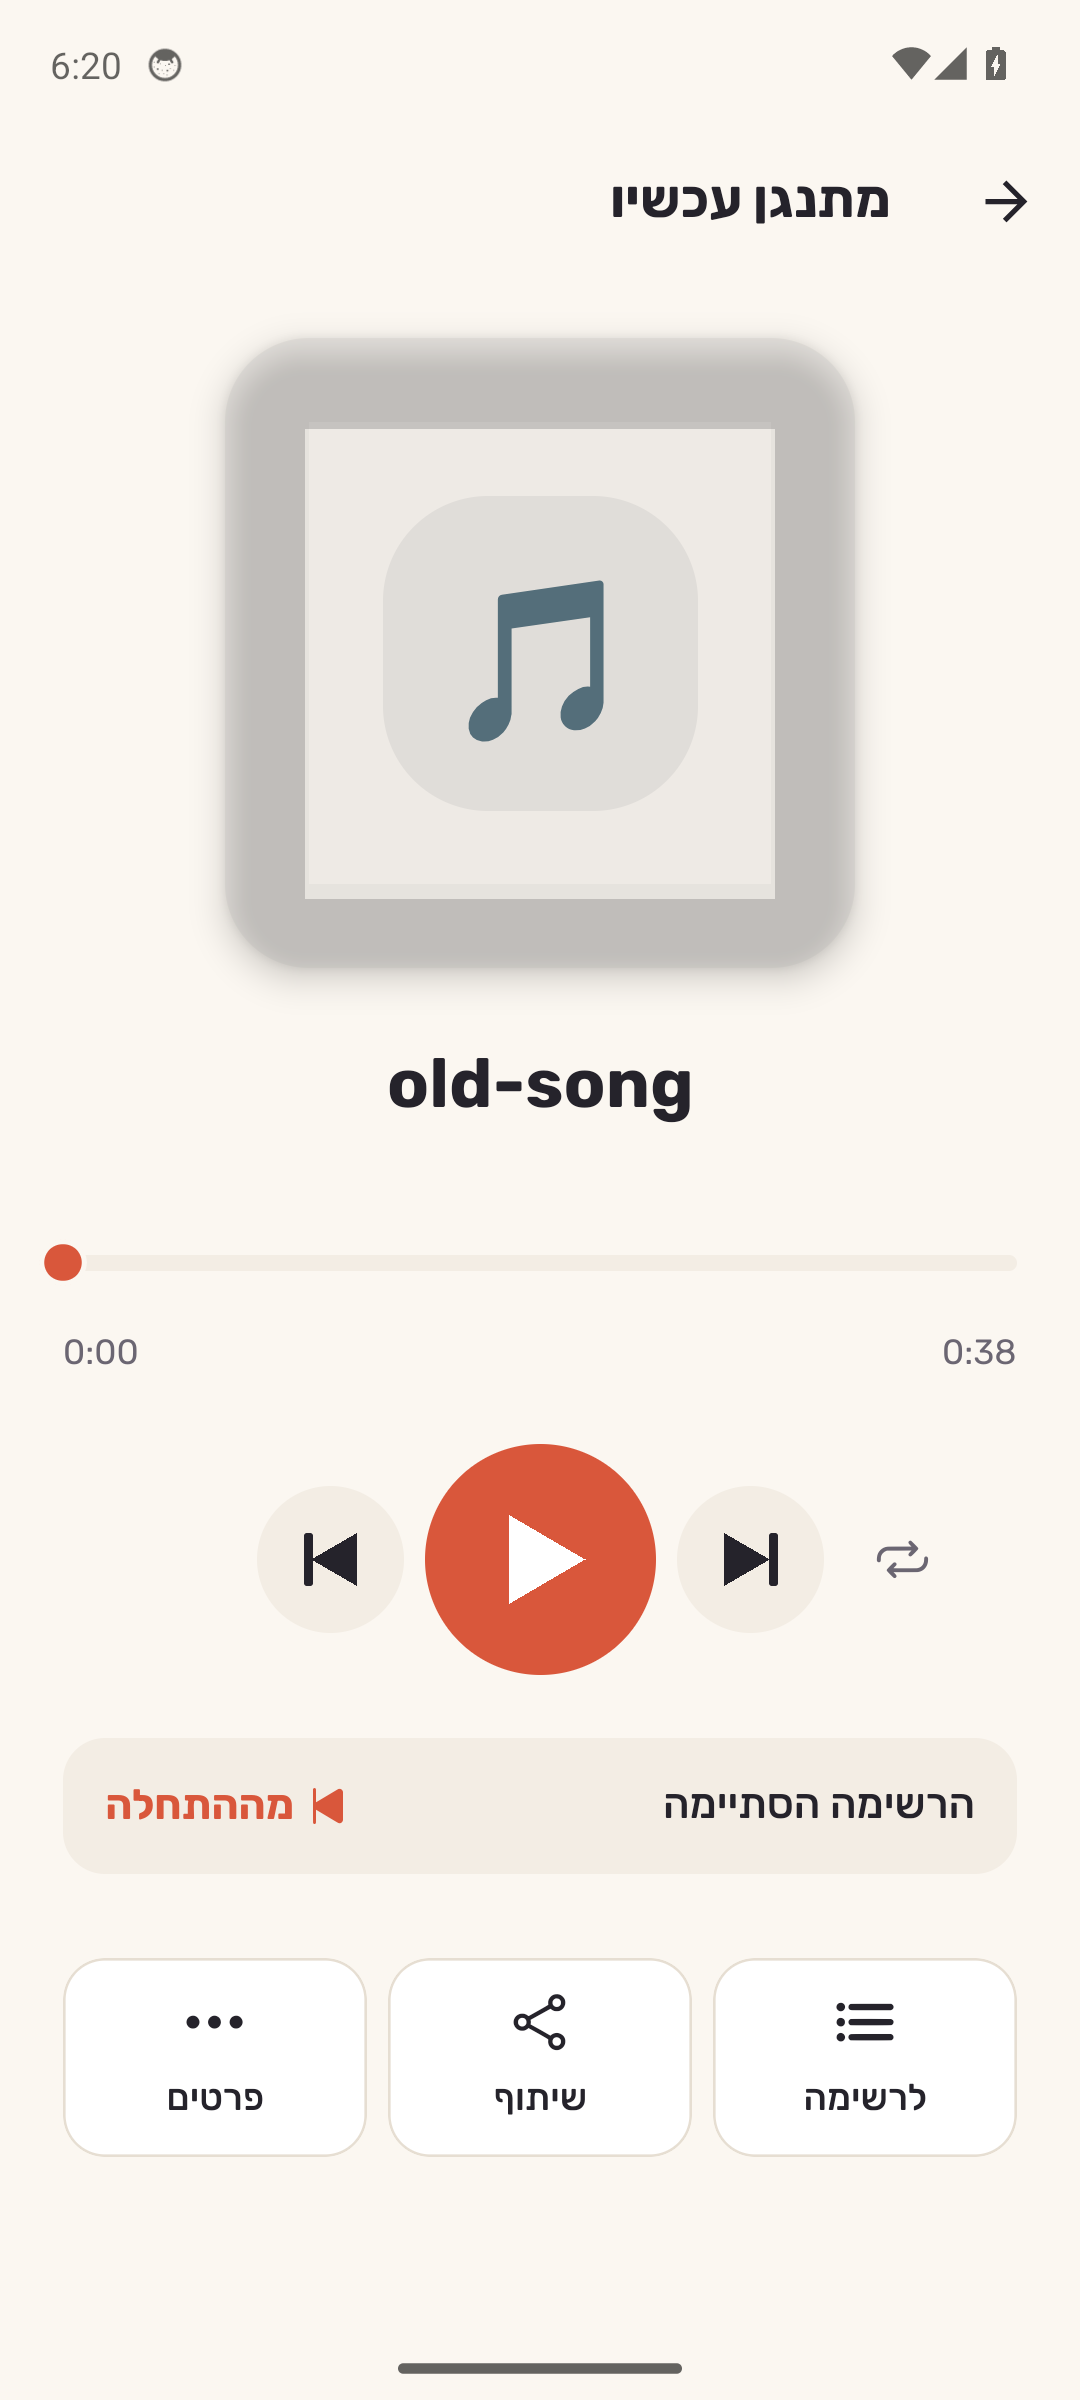 6:20
מתנגן עכשיו
old-song
0:00
0:38
הרשימה הסתיימה
מההתחלה
לרשימה
שיתוף
פרטים